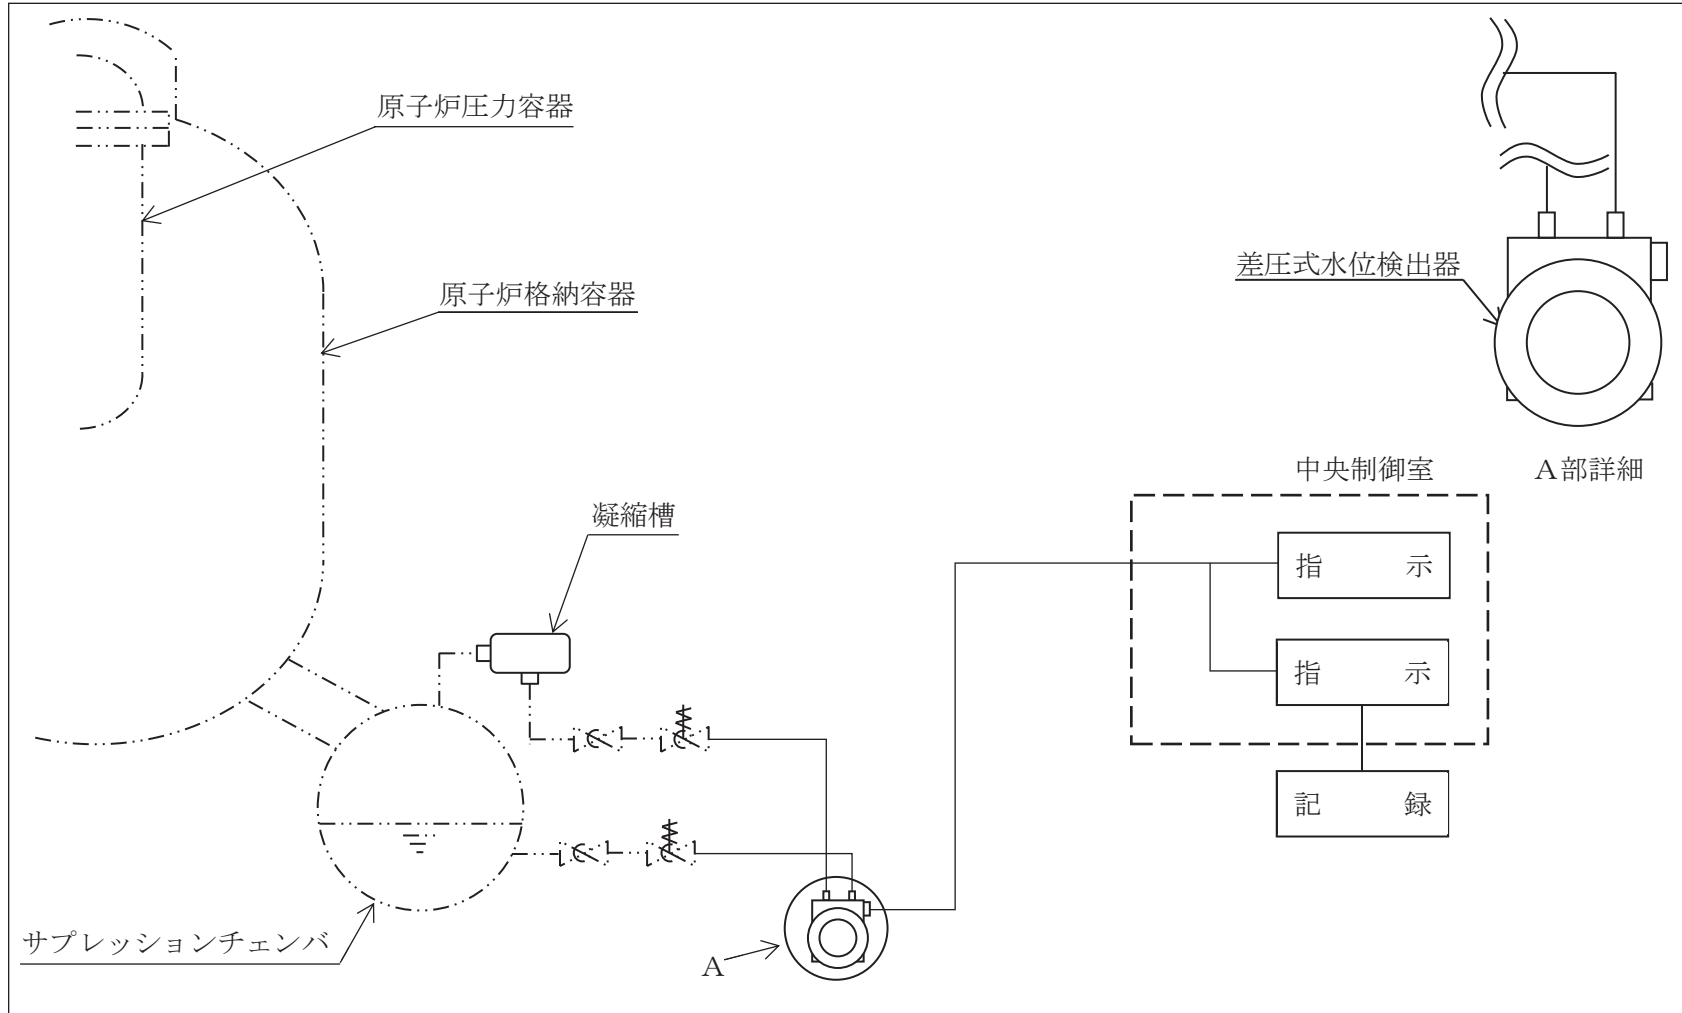 原子炉圧力容器
差圧式水位検出器
原子炉格納容器
中央制御室
A部詳細
凝縮槽
指 示
指 示
記 録
サプレッションチェンバ
A